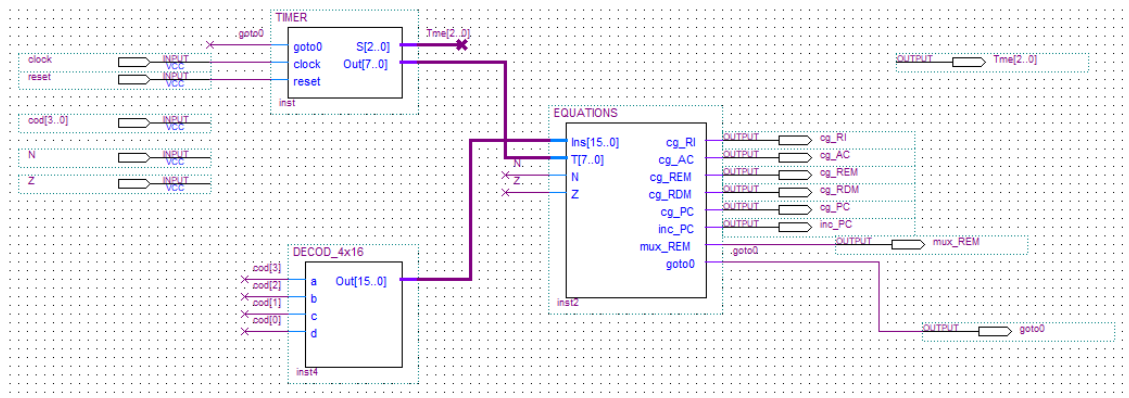 TIMER
goto0
goto0
S[2..0]
Tme[2..0]
clock
INPUT
VCC
clock
Out[7..0]
reset
INPUT
VCC
reset
inst
OUTPUT
Tme[2..0]
cod[3..0]
INPUT
VCC
N
INPUT
VCC
Z
INPUT
VCC
EQUATIONS
Ins[15..0]
cg_RI
OUTPUT
cg_RI
T[7..0]
cg_AC
OUTPUT
cg_AC
N
N
cg_REM
OUTPUT
cg_REM
Z
Z
cg_RDM
OUTPUT
cg_RDM
cg_PC
OUTPUT
cg_PC
inc_PC
OUTPUT
inc_PC
mux_REM
OUTPUT
mux_REM
goto0
goto0
inst2
OUTPUT
goto0
DECOD_4x16
cod[3]
a
Out[15..0]
cod[2]
b
cod[1]
c
cod[0]
d
inst4